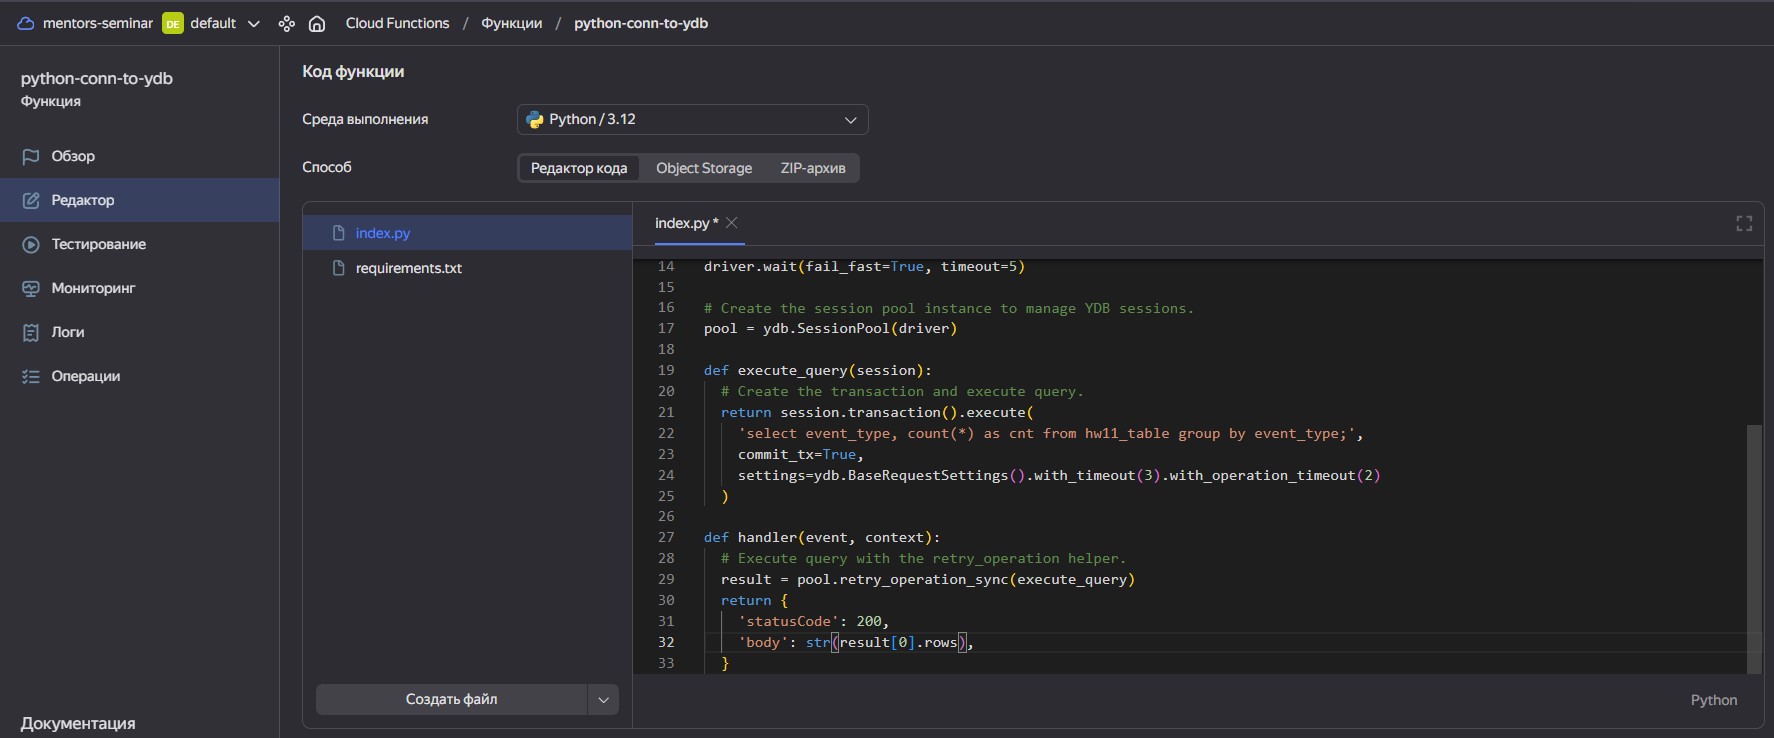 mentors-seminar DE default Cloud Functions / Функции / python-conn-to-ydb
python-conn-to-ydb
Функция
Обзор
Редактор
Тестирование
Мониторинг
Логи
Операции
Документация
Код функции
Среда выполнения Python / 3.12
Способ Редактор кода Object Storage ZIP-архив
index.py
requirements.txt
Создать файл
index.py *
14 driver.wait(fail_fast=True, timeout=5)
15
16 # Create the session pool instance to manage YDB sessions.
17 pool = ydb.SessionPool(driver)
18
19 def execute_query(session):
20 # Create the transaction and execute query.
21 return session.transaction().execute(
22 'select event_type, count(*) as cnt from hw11_table group by event_type;',
23 commit_tx=True,
24 settings=ydb.BaseRequestSettings().with_timeout(3).with_operation_timeout(2)
25 )
26
27 def handler(event, context):
28 # Execute query with the retry_operation helper.
29 result = pool.retry_operation_sync(execute_query)
30 return {
31 'statusCode': 200,
32 'body': str(result[0].rows),
33 }
Python